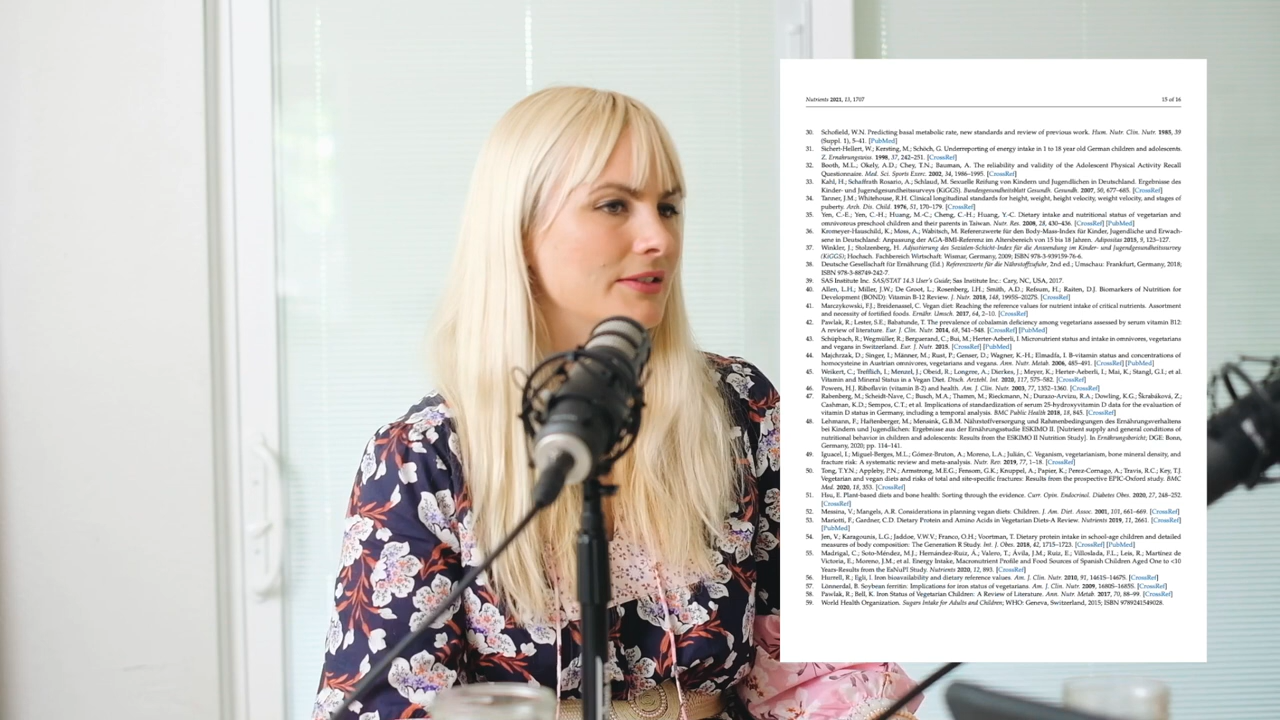 Nutrients 2021, 13, 1707
15 of 16
30. Schofield, W.N. Predicting basal metabolic rate, new standards and review of previous work. Hum. Nutr. Clin. Nutr. 1985, 39
(Suppl. 1), 5–41. [PubMed]
31. Sichert-Hellert, W.; Kersting, M.; Schöch, G. Underreporting of energy intake in 1 to 18 year old German children and adolescents.
Z. Ernahrungswiss. 1998, 37, 242–251. [CrossRef]
32. Booth, M.L.; Okely, A.D.; Chey, T.N.; Bauman, A. The reliability and validity of the Adolescent Physical Activity Recall
Questionnaire. Med. Sci. Sports Exerc. 2002, 34, 1986–1995. [CrossRef]
33. Kahl, H.; Schaffrath Rosario, A.; Schlaud, M. Sexuelle Reifung von Kindern und Jugendlichen in Deutschland. Ergebnisse des
Kinder- und Jugendgesundheitssurveys (KiGGS). Bundesgesundheitsblatt Gesundh. Gesundh. 2007, 50, 677–685. [CrossRef]
34. Tanner, J.M.; Whitehouse, R.H. Clinical longitudinal standards for height, weight, height velocity, weight velocity, and stages of
puberty. Arch. Dis. Child. 1976, 51, 170–179. [CrossRef]
35. Yen, C.-E.; Yen, C.-H.; Huang, M.-C.; Cheng, C.-H.; Huang, Y.-C. Dietary intake and nutritional status of vegetarian and
omnivorous preschool children and their parents in Taiwan. Nutr. Res. 2008, 28, 430–436. [CrossRef] [PubMed]
36. Kromeyer-Hauschild, K.; Moss, A.; Wabitsch, M. Referenzwerte für den Body-Mass-Index für Kinder, Jugendliche und Erwach-
sene in Deutschland: Anpassung der AGA-BMI-Referenz im Altersbereich von 15 bis 18 Jahren. Adipositas 2015, 9, 123–127.
37. Winkler, J.; Stolzenberg, H. Adjustierung des Sozialen-Schicht-Index für die Anwendung im Kinder- und Jugendgesundheitssurvey
(KiGGS); Hochsch. Fachbereich Wirtschaft: Wismar, Germany, 2009; ISBN 978-3-939159-76-6.
38. Deutsche Gesellschaft für Ernährung (Ed.) Referenzwerte für die Nährstoffzufuhr, 2nd ed.; Umschau: Frankfurt, Germany, 2018;
ISBN 978-3-88749-242-7.
39. SAS Institute Inc. SAS/STAT 14.3 User's Guide; Sas Institute Inc.: Cary, NC, USA, 2017.
40. Allen, L.H.; Miller, J.W.; De Groot, L.; Rosenberg, I.H.; Smith, A.D.; Refsum, H.; Raiten, D.J. Biomarkers of Nutrition for
Development (BOND): Vitamin B-12 Review. J. Nutr. 2018, 148, 1995S–2027S. [CrossRef]
41. Marczykowski, F.J.; Breidenassel, C. Vegan diet: Reaching the reference values for nutrient intake of critical nutrients. Assortment
and necessity of fortified foods. Ernähr. Umsch. 2017, 64, 2–10. [CrossRef]
42. Pawlak, R.; Lester, S.E.; Babatunde, T. The prevalence of cobalamin deficiency among vegetarians assessed by serum vitamin B12:
A review of literature. Eur. J. Clin. Nutr. 2014, 68, 541–548. [CrossRef] [PubMed]
43. Schüpbach, R.; Wegmüller, R.; Berguerand, C.; Bui, M.; Herter-Aeberli, I. Micronutrient status and intake in omnivores, vegetarians
and vegans in Switzerland. Eur. J. Nutr. 2015. [CrossRef] [PubMed]
44. Majchrzak, D.; Singer, I.; Männer, M.; Rust, P.; Genser, D.; Wagner, K.-H.; Elmadfa, I. B-vitamin status and concentrations of
homocysteine in Austrian omnivores, vegetarians and vegans. Ann. Nutr. Metab. 2006, 485–491. [CrossRef] [PubMed]
45. Weikert, C.; Trefflich, I.; Menzel, J.; Obeid, R.; Longree, A.; Dierkes, J.; Meyer, K.; Herter-Aeberli, I.; Mai, K.; Stangl, G.I.; et al.
Vitamin and Mineral Status in a Vegan Diet. Dtsch. Arztebl. Int. 2020, 117, 575–582. [CrossRef]
46. Powers, H.J. Riboflavin (vitamin B-2) and health. Am. J. Clin. Nutr. 2003, 77, 1352–1360. [CrossRef]
47. Rabenberg, M.; Scheidt-Nave, C.; Busch, M.A.; Thamm, M.; Rieckmann, N.; Durazo-Arvizu, R.A.; Dowling, K.G.; Škrabáková, Z.;
Cashman, K.D.; Sempos, C.T.; et al. Implications of standardization of serum 25-hydroxyvitamin D data for the evaluation of
vitamin D status in Germany, including a temporal analysis. BMC Public Health 2018, 18, 845. [CrossRef]
48. Lehmann, F.; Haftenberger, M.; Mensink, G.B.M. Nährstoffversorgung und Rahmenbedingungen des Ernährungsverhaltens
bei Kindern und Jugendlichen: Ergebnisse aus der Ernährungsstudie ESKIMO II. [Nutrient supply and general conditions of
nutritional behavior in children and adolescents: Results from the ESKIMO II Nutrition Study]. In Ernährungsbericht; DGE: Bonn,
Germany, 2020; pp. 114–141.
49. Iguacel, I.; Miguel-Berges, M.L.; Gómez-Bruton, A.; Moreno, L.A.; Julián, C. Veganism, vegetarianism, bone mineral density, and
fracture risk: A systematic review and meta-analysis. Nutr. Rev. 2019, 77, 1–18. [CrossRef]
50. Tong, T.Y.N.; Appleby, P.N.; Armstrong, M.E.G.; Fensom, G.K.; Knuppel, A.; Papier, K.; Perez-Cornago, A.; Travis, R.C.; Key, T.J.
Vegetarian and vegan diets and risks of total and site-specific fractures: Results from the prospective EPIC-Oxford study. BMC
Med. 2020, 18, 353. [CrossRef]
51. Hsu, E. Plant-based diets and bone health: Sorting through the evidence. Curr. Opin. Endocrinol. Diabetes Obes. 2020, 27, 248–252.
[CrossRef]
52. Messina, V.; Mangels, A.R. Considerations in planning vegan diets: Children. J. Am. Diet. Assoc. 2001, 101, 661–669. [CrossRef]
53. Mariotti, F.; Gardner, C.D. Dietary Protein and Amino Acids in Vegetarian Diets-A Review. Nutrients 2019, 11, 2661. [CrossRef]
[PubMed]
54. Jen, V.; Karagounis, L.G.; Jaddoe, V.W.V.; Franco, O.H.; Voortman, T. Dietary protein intake in school-age children and detailed
measures of body composition: The Generation R Study. Int. J. Obes. 2018, 42, 1715–1723. [CrossRef] [PubMed]
55. Madrigal, C.; Soto-Méndez, M.J.; Hernández-Ruiz, Á.; Valero, T.; Ávila, J.M.; Ruiz, E.; Villoslada, F.L.; Leis, R.; Martínez de
Victoria, E.; Moreno, J.M.; et al. Energy Intake, Macronutrient Profile and Food Sources of Spanish Children Aged One to <10
Years-Results from the EsNuPI Study. Nutrients 2020, 12, 893. [CrossRef]
56. Hurrell, R.; Egli, I. Iron bioavailability and dietary reference values. Am. J. Clin. Nutr. 2010, 91, 1461S–1467S. [CrossRef]
57. Lönnerdal, B. Soybean ferritin: Implications for iron status of vegetarians. Am. J. Clin. Nutr. 2009, 1680S–1685S. [CrossRef]
58. Pawlak, R.; Bell, K. Iron Status of Vegetarian Children: A Review of Literature. Ann. Nutr. Metab. 2017, 70, 88–99. [CrossRef]
59. World Health Organization. Sugars Intake for Adults and Children; WHO: Geneva, Switzerland, 2015; ISBN 9789241549028.